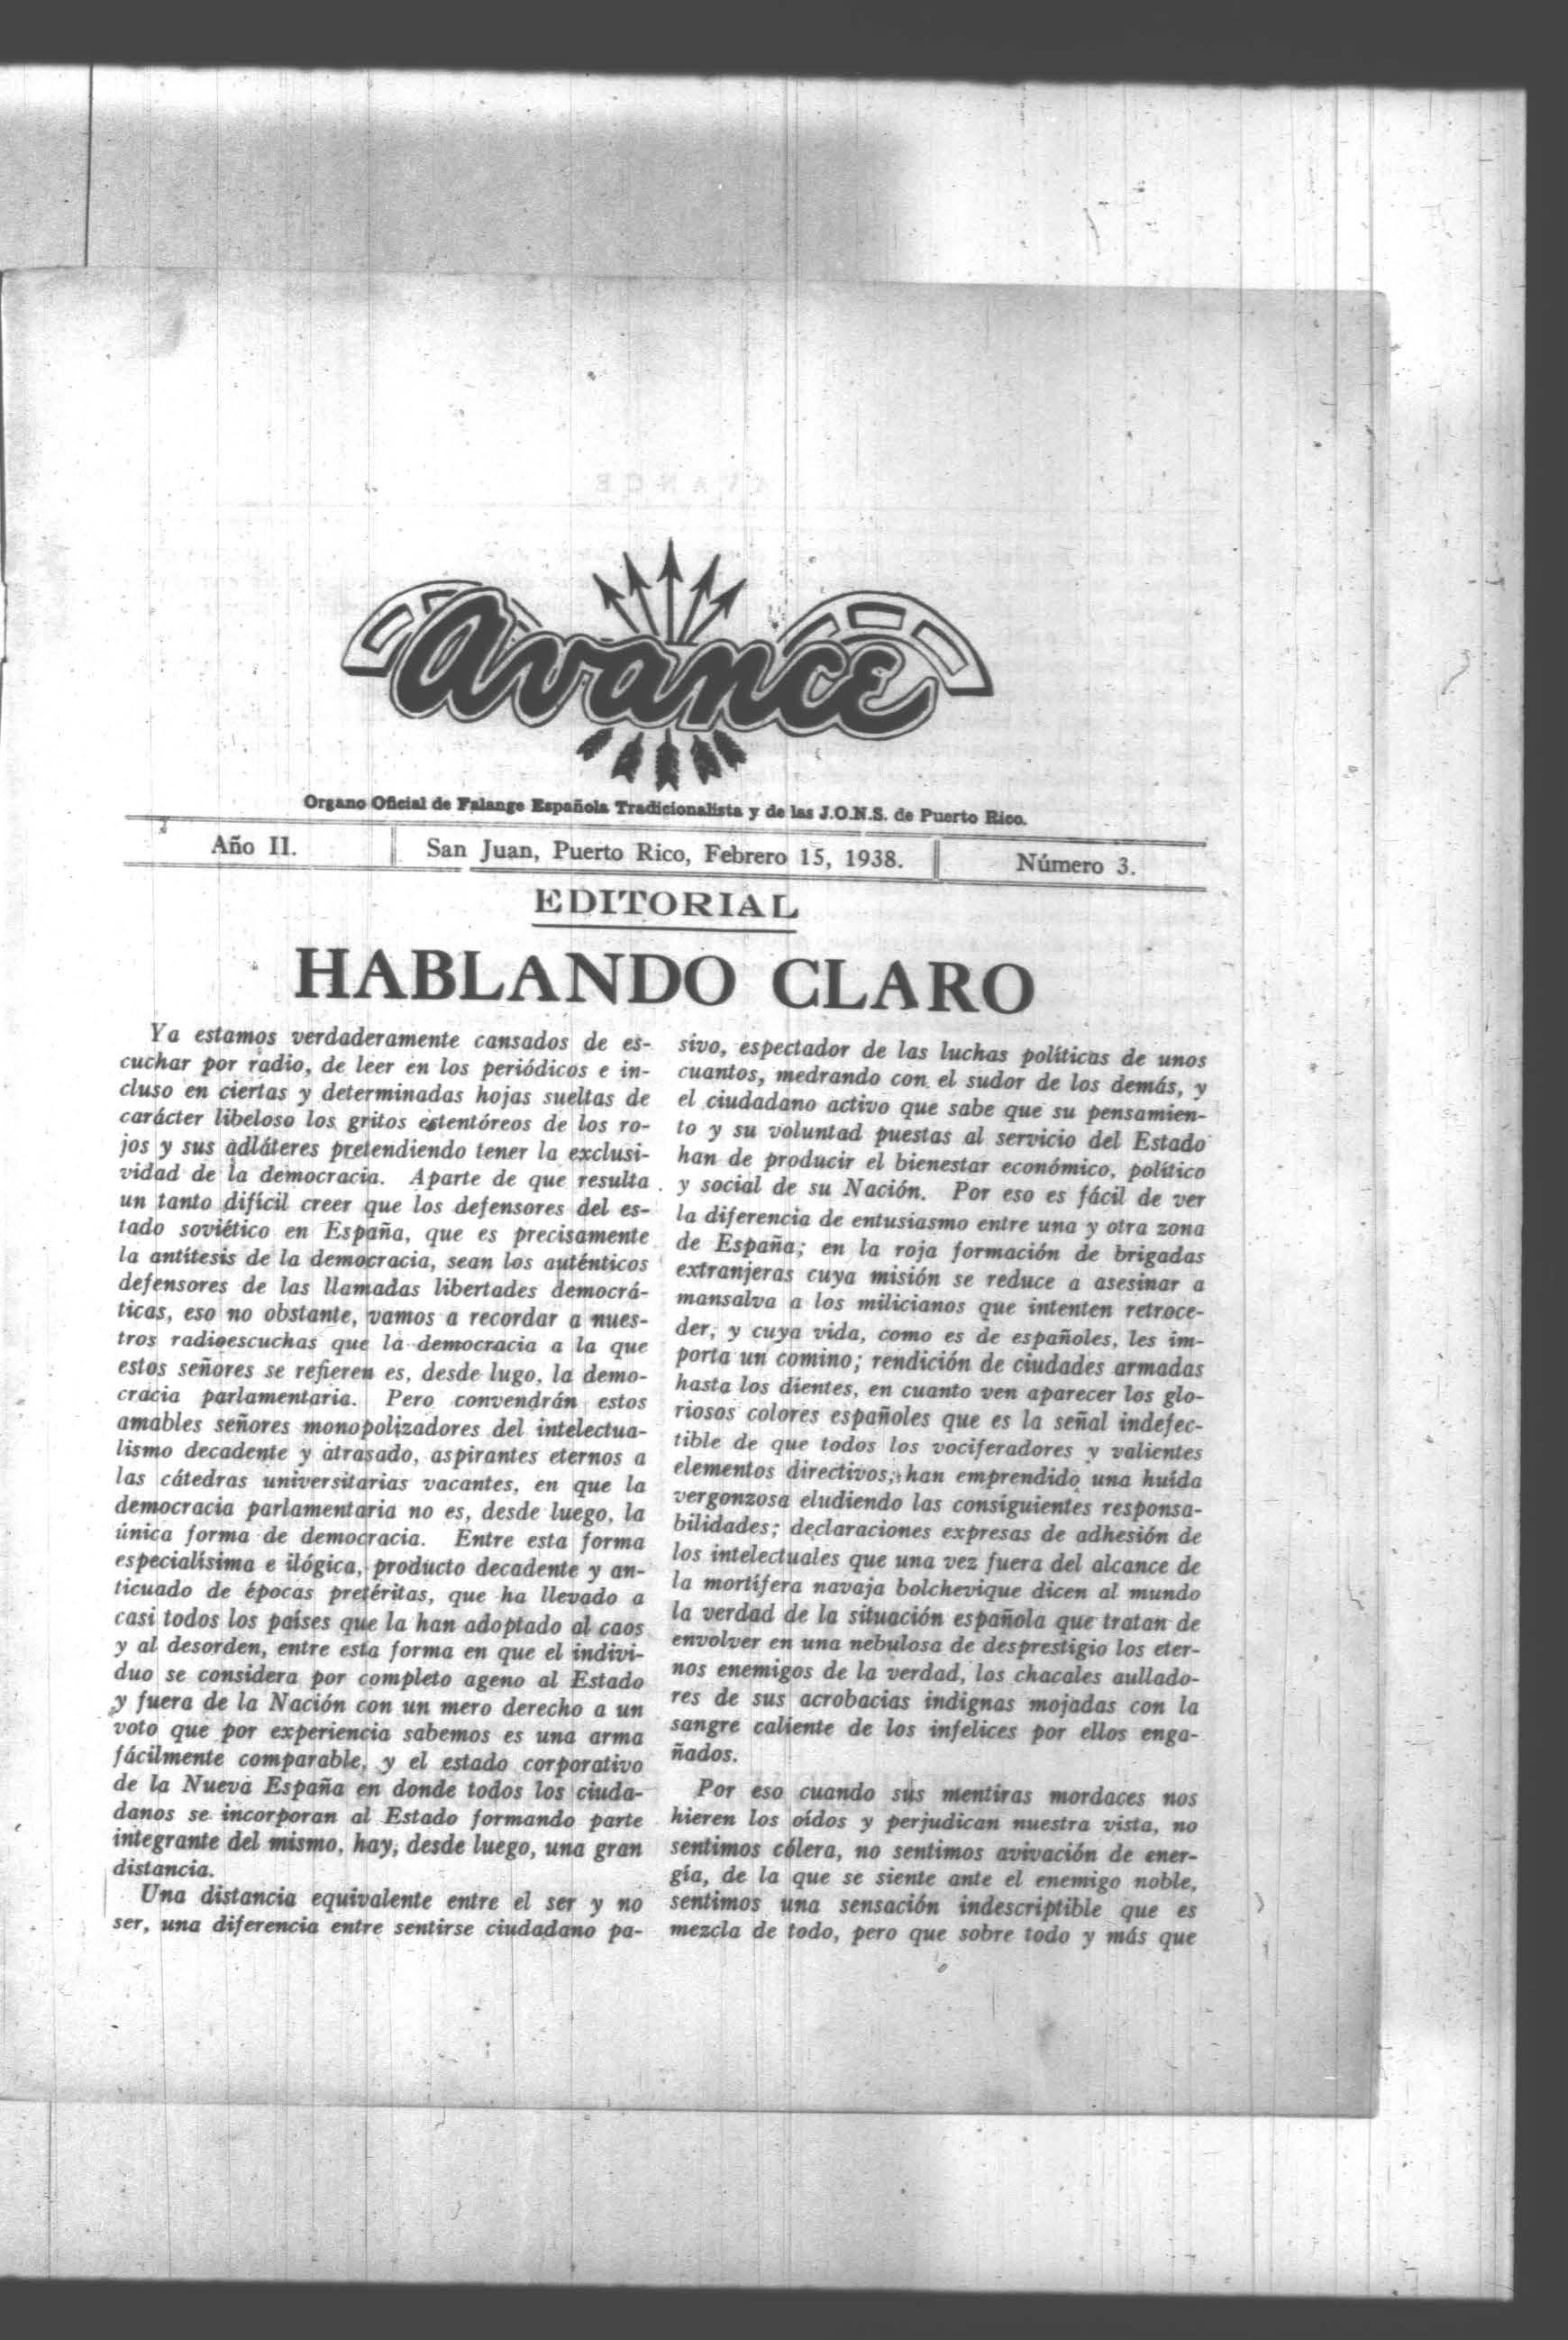 Avance
Organo Oficial de Falange Española Tradicionalista y de las J.O.N.S. de Puerto Rico.
Año II.
San Juan, Puerto Rico, Febrero 15, 1938.
Número 3.
EDITORIAL
HABLANDO CLARO
Ya estamos verdaderamente cansados de es-
cuchar por radio, de leer en los periódicos e in-
cluso en ciertas y determinadas hojas sueltas de
carácter libeloso los gritos estentóreos de los ro-
jos y sus adláteres pretendiendo tener la exclusi-
vidad de la democracia. Aparte de que resulta
un tanto difícil creer que los defensores del es-
tado soviético en España, que es precisamente
la antítesis de la democracia, sean los auténticos
defensores de las llamadas libertades democrá-
ticas, eso no obstante, vamos a recordar a nues-
tros radioescuchas que la democracia a la que
estos señores se refieren es, desde lugo, la demo-
cracia parlamentaria. Pero convendrán estos
amables señores monopolizadores del intelectua-
lismo decadente y atrasado, aspirantes eternos a
las cátedras universitarias vacantes, en que la
democracia parlamentaria no es, desde luego, la
única forma de democracia. Entre esta forma
especialísima e ilógica, producto decadente y an-
ticuado de épocas pretéritas, que ha llevado a
casi todos los países que la han adoptado al caos
y al desorden, entre esta forma en que el indivi-
duo se considera por completo ageno al Estado
y fuera de la Nación con un mero derecho a un
voto que por experiencia sabemos es una arma
fácilmente comparable, y el estado corporativo
de la Nueva España en donde todos los ciuda-
danos se incorporan al Estado formando parte
integrante del mismo, hay, desde luego, una gran
distancia.
Una distancia equivalente entre el ser y no
ser, una diferencia entre sentirse ciudadano pa-
sivo, espectador de las luchas políticas de unos
cuantos, medrando con el sudor de los demás, y
el ciudadano activo que sabe que su pensamien-
to y su voluntad puestas al servicio del Estado
han de producir el bienestar económico, político
y social de su Nación. Por eso es fácil de ver
la diferencia de entusiasmo entre una y otra zona
de España; en la roja formación de brigadas
extranjeras cuya misión se reduce a asesinar a
mansalva a los milicianos que intenten retroce-
der, y cuya vida, como es de españoles, les im-
porta un comino; rendición de ciudades armadas
hasta los dientes, en cuanto ven aparecer los glo-
riosos colores españoles que es la señal indefec-
tible de que todos los vociferadores y valientes
elementos directivos, han emprendido una huída
vergonzosa eludiendo las consiguientes responsa-
bilidades; declaraciones expresas de adhesión de
los intelectuales que una vez fuera del alcance de
la mortífera navaja bolchevique dicen al mundo
la verdad de la situación española que tratan de
envolver en una nebulosa de desprestigio los eter-
nos enemigos de la verdad, los chacales aullado-
res de sus acrobacias indignas mojadas con la
sangre caliente de los infelices por ellos enga-
ñados.
Por eso cuando sus mentiras mordaces nos
hieren los oídos y perjudican nuestra vista, no
sentimos cólera, no sentimos avivación de ener-
gía, de la que se siente ante el enemigo noble,
sentimos una sensación indescriptible que es
mezcla de todo, pero que sobre todo y más que